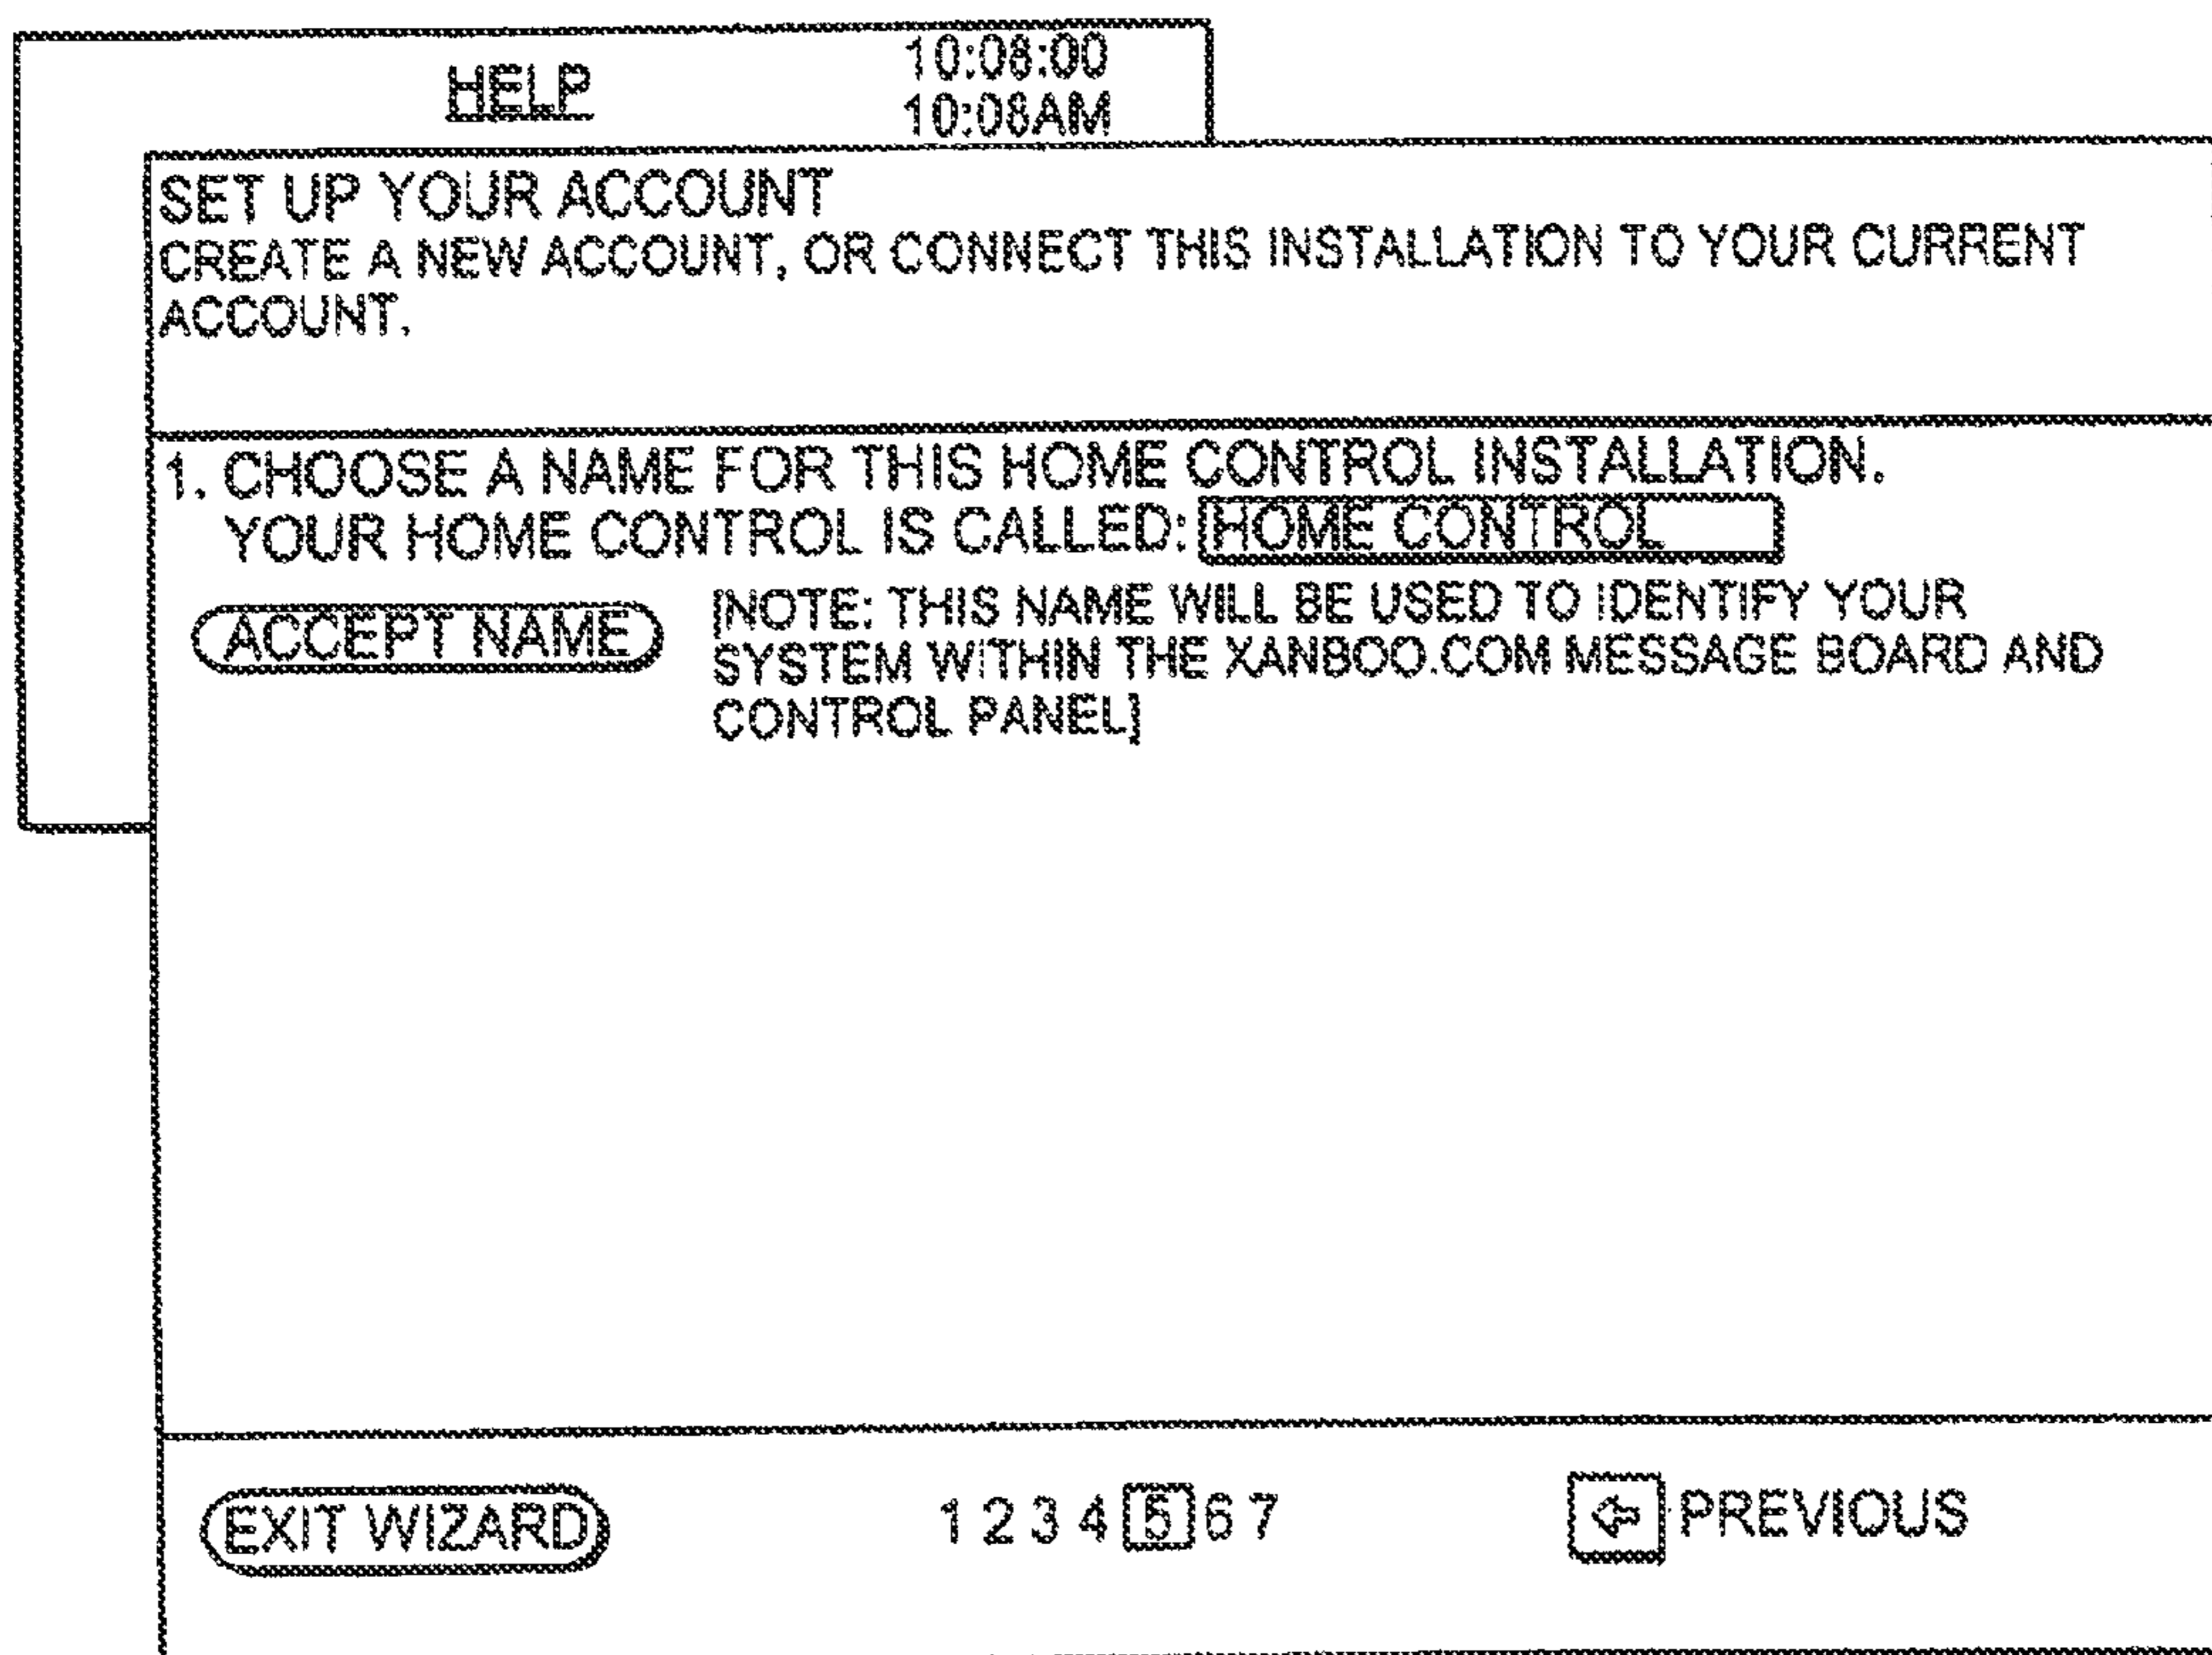 HELP
10:08:00
10:08AM
SET UP YOUR ACCOUNT
CREATE A NEW ACCOUNT, OR CONNECT THIS INSTALLATION TO YOUR CURRENT
ACCOUNT.
1. CHOOSE A NAME FOR THIS HOME CONTROL INSTALLATION.
YOUR HOME CONTROL IS CALLED: HOME CONTROL
ACCEPT NAME
[NOTE: THIS NAME WILL BE USED TO IDENTIFY YOUR
SYSTEM WITHIN THE XANBOO.COM MESSAGE BOARD AND
CONTROL PANEL]
EXIT WIZARD
1 2 3 4 5 6 7
PREVIOUS